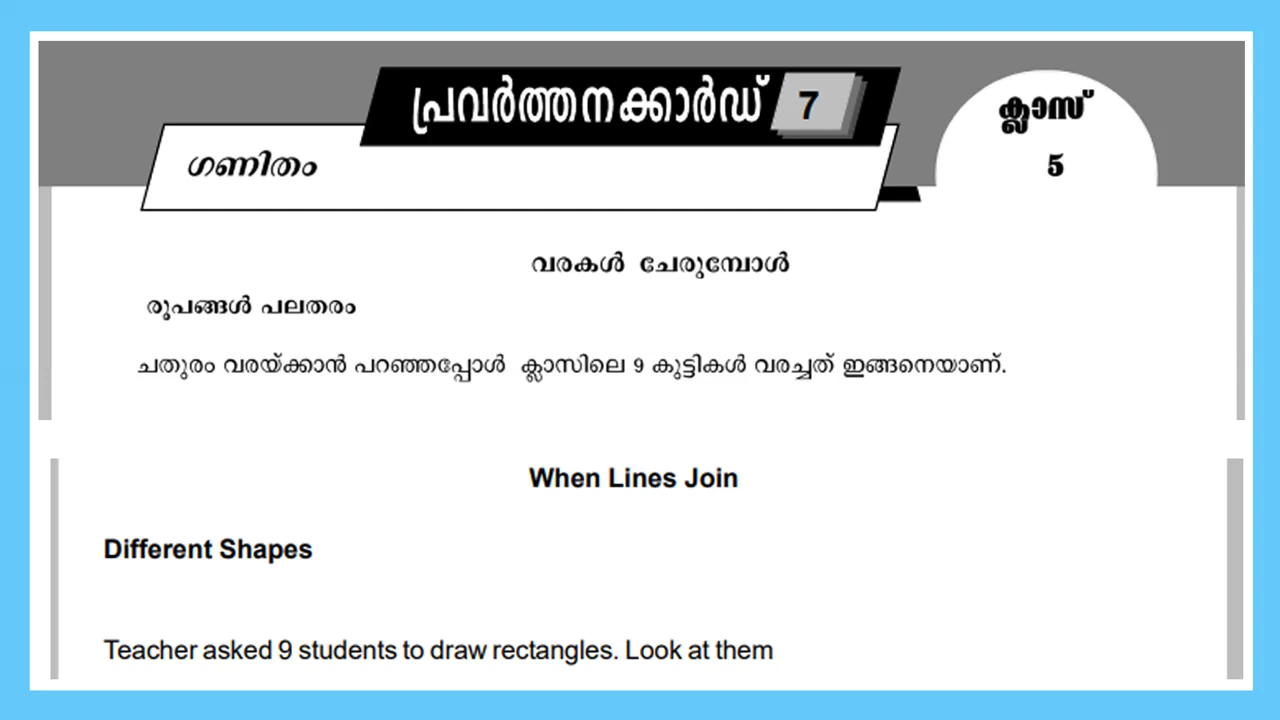 പ്രവർത്തനക്കാർഡ് 7
ക്ലാസ്
5
ഗണിതം
വരകൾ ചേരുമ്പോൾ
രൂപങ്ങൾ പലതരം
ചതുരം വരയ്ക്കാൻ പറഞ്ഞപ്പോൾ ക്ലാസിലെ 9 കുട്ടികൾ വരച്ചത് ഇങ്ങനെയാണ്.
When Lines Join
Different Shapes
Teacher asked 9 students to draw rectangles. Look at them